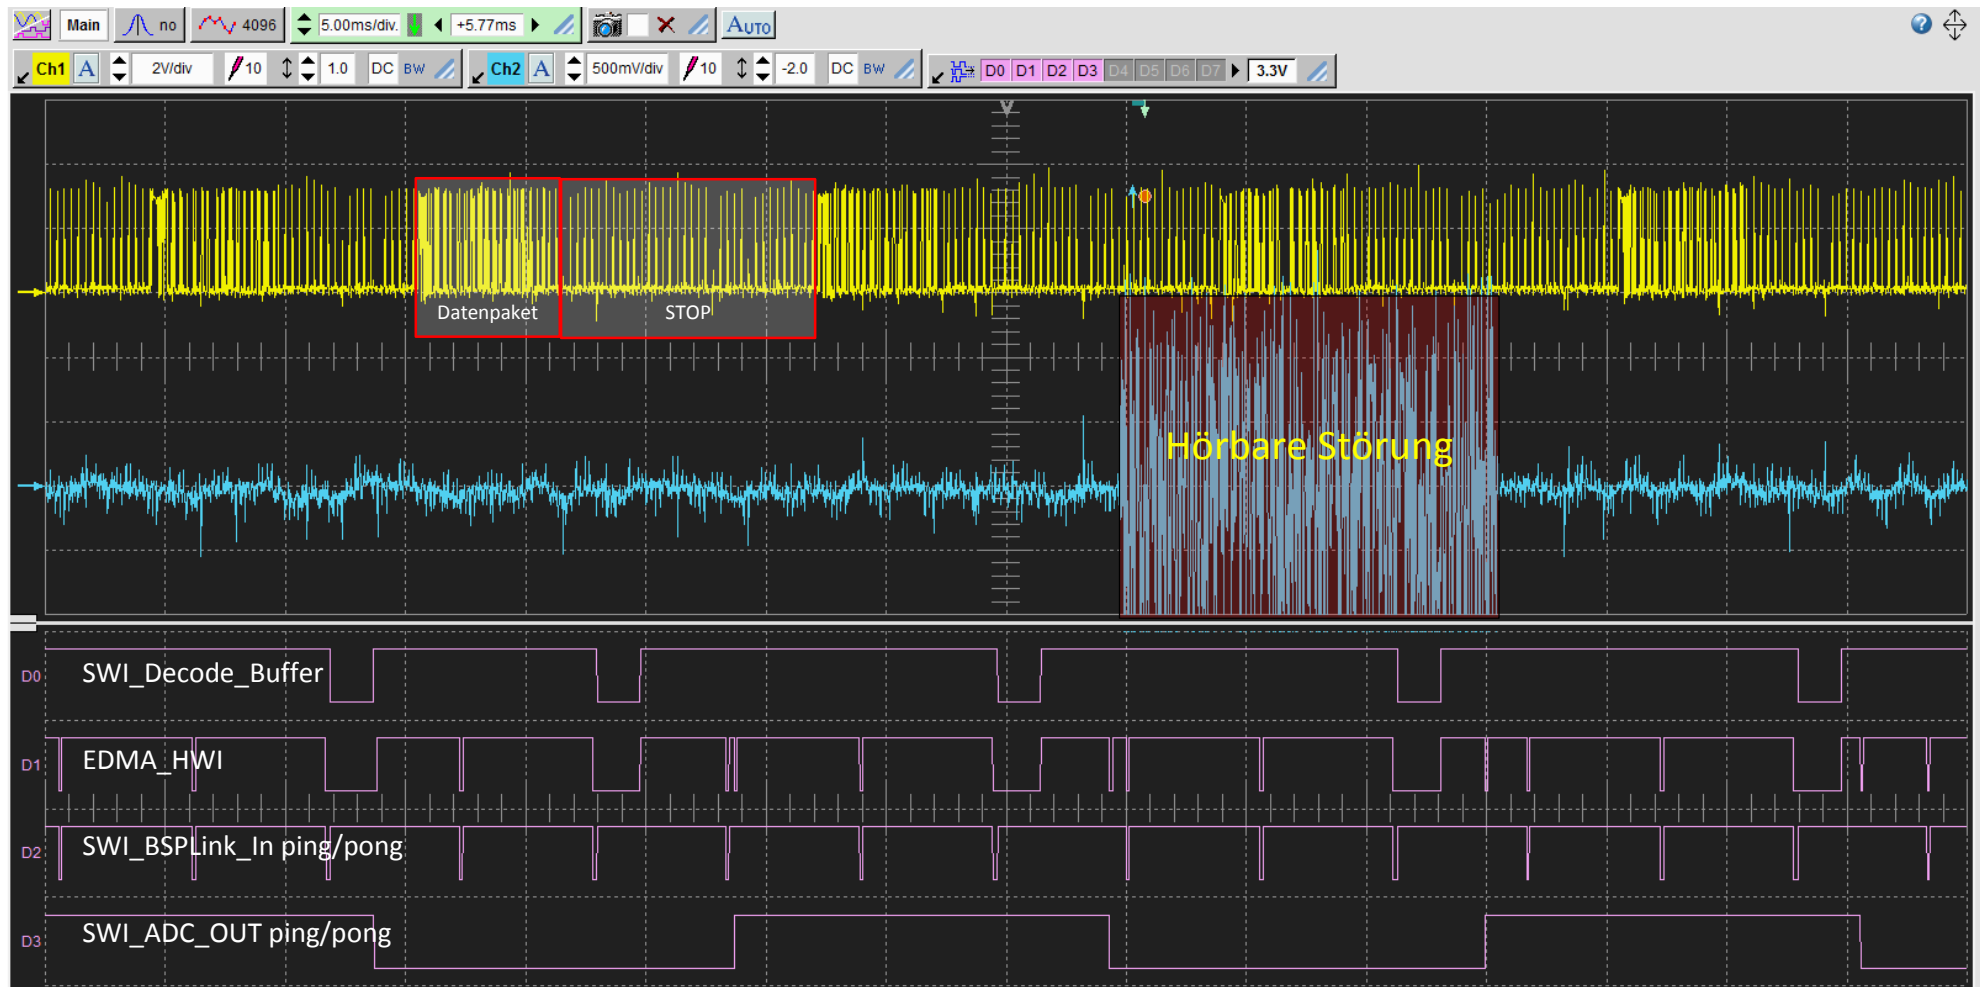 Main no 4096 5.00ms/div. +5.77ms AUTO ?
Ch1 A 2V/div 10 1.0 DC BW Ch2 A 500mV/div 10 -2.0 DC BW D0 D1 D2 D3 D4 D5 D6 D7 3.3V
Datenpaket STOP
Hörbare Störung
D0 SWI_Decode_Buffer
D1 EDMA_HWI
D2 SWI_BSPLink_In ping/pong
D3 SWI_ADC_OUT ping/pong